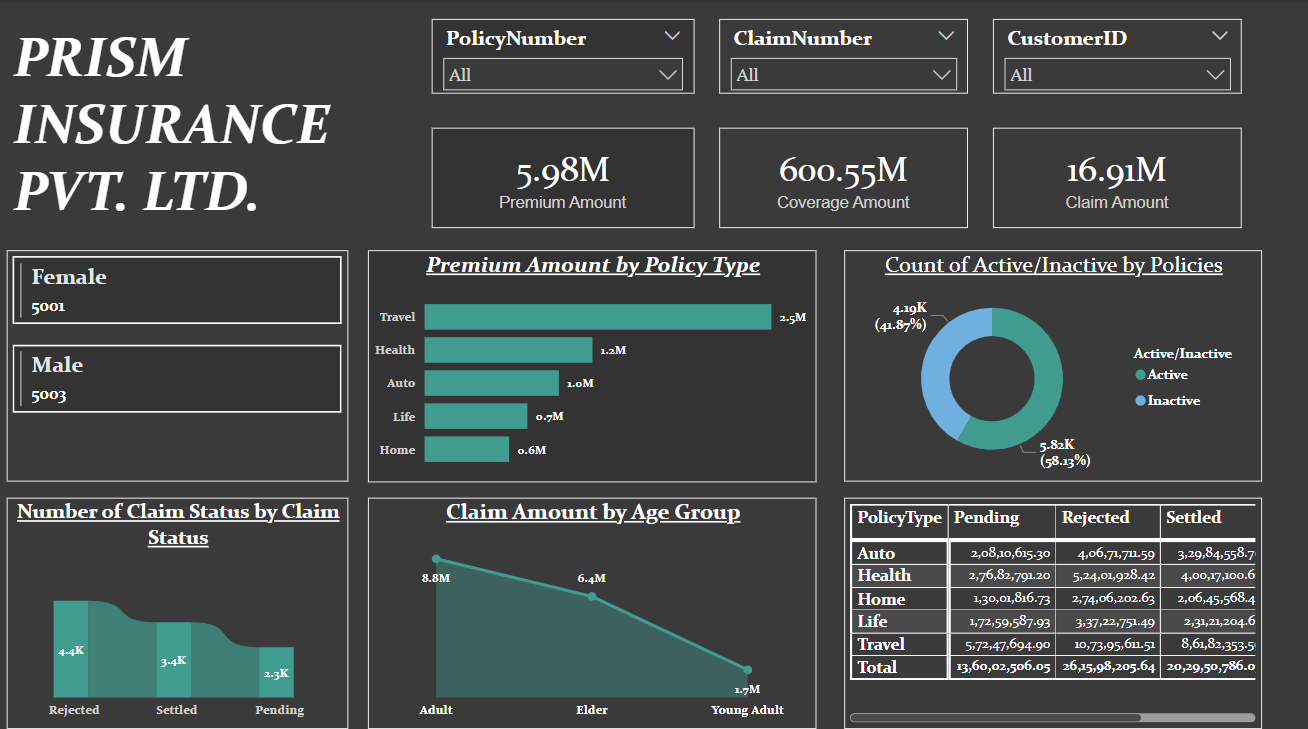 PRISM
INSURANCE
PVT. LTD.
PolicyNumber
All
ClaimNumber
All
CustomerID
All
5.98M
Premium Amount
600.55M
Coverage Amount
16.91M
Claim Amount
Female
5001
Male
5003
Premium Amount by Policy Type
Travel 2.5M
Health 1.2M
Auto 1.0M
Life 0.7M
Home 0.6M
Count of Active/Inactive by Policies
4.19K
(41.87%)
5.82K
(58.13%)
Active/Inactive
Active
Inactive
Number of Claim Status by Claim
Status
4.4K
3.4K
2.3K
Rejected Settled Pending
Claim Amount by Age Group
8.8M
6.4M
1.7M
Adult Elder Young Adult
PolicyType Pending Rejected Settled
Auto 2,08,10,615.30 4,06,71,711.59 3,29,84,558.7
Health 2,76,82,791.20 5,24,01,928.42 4,00,17,100.6
Home 1,30,01,816.73 2,74,06,202.63 2,06,45,568.4
Life 1,72,59,587.93 3,37,22,751.49 2,31,21,204.6
Travel 5,72,47,694.90 10,73,95,611.51 8,61,82,353.5
Total 13,60,02,506.05 26,15,98,205.64 20,29,50,786.0